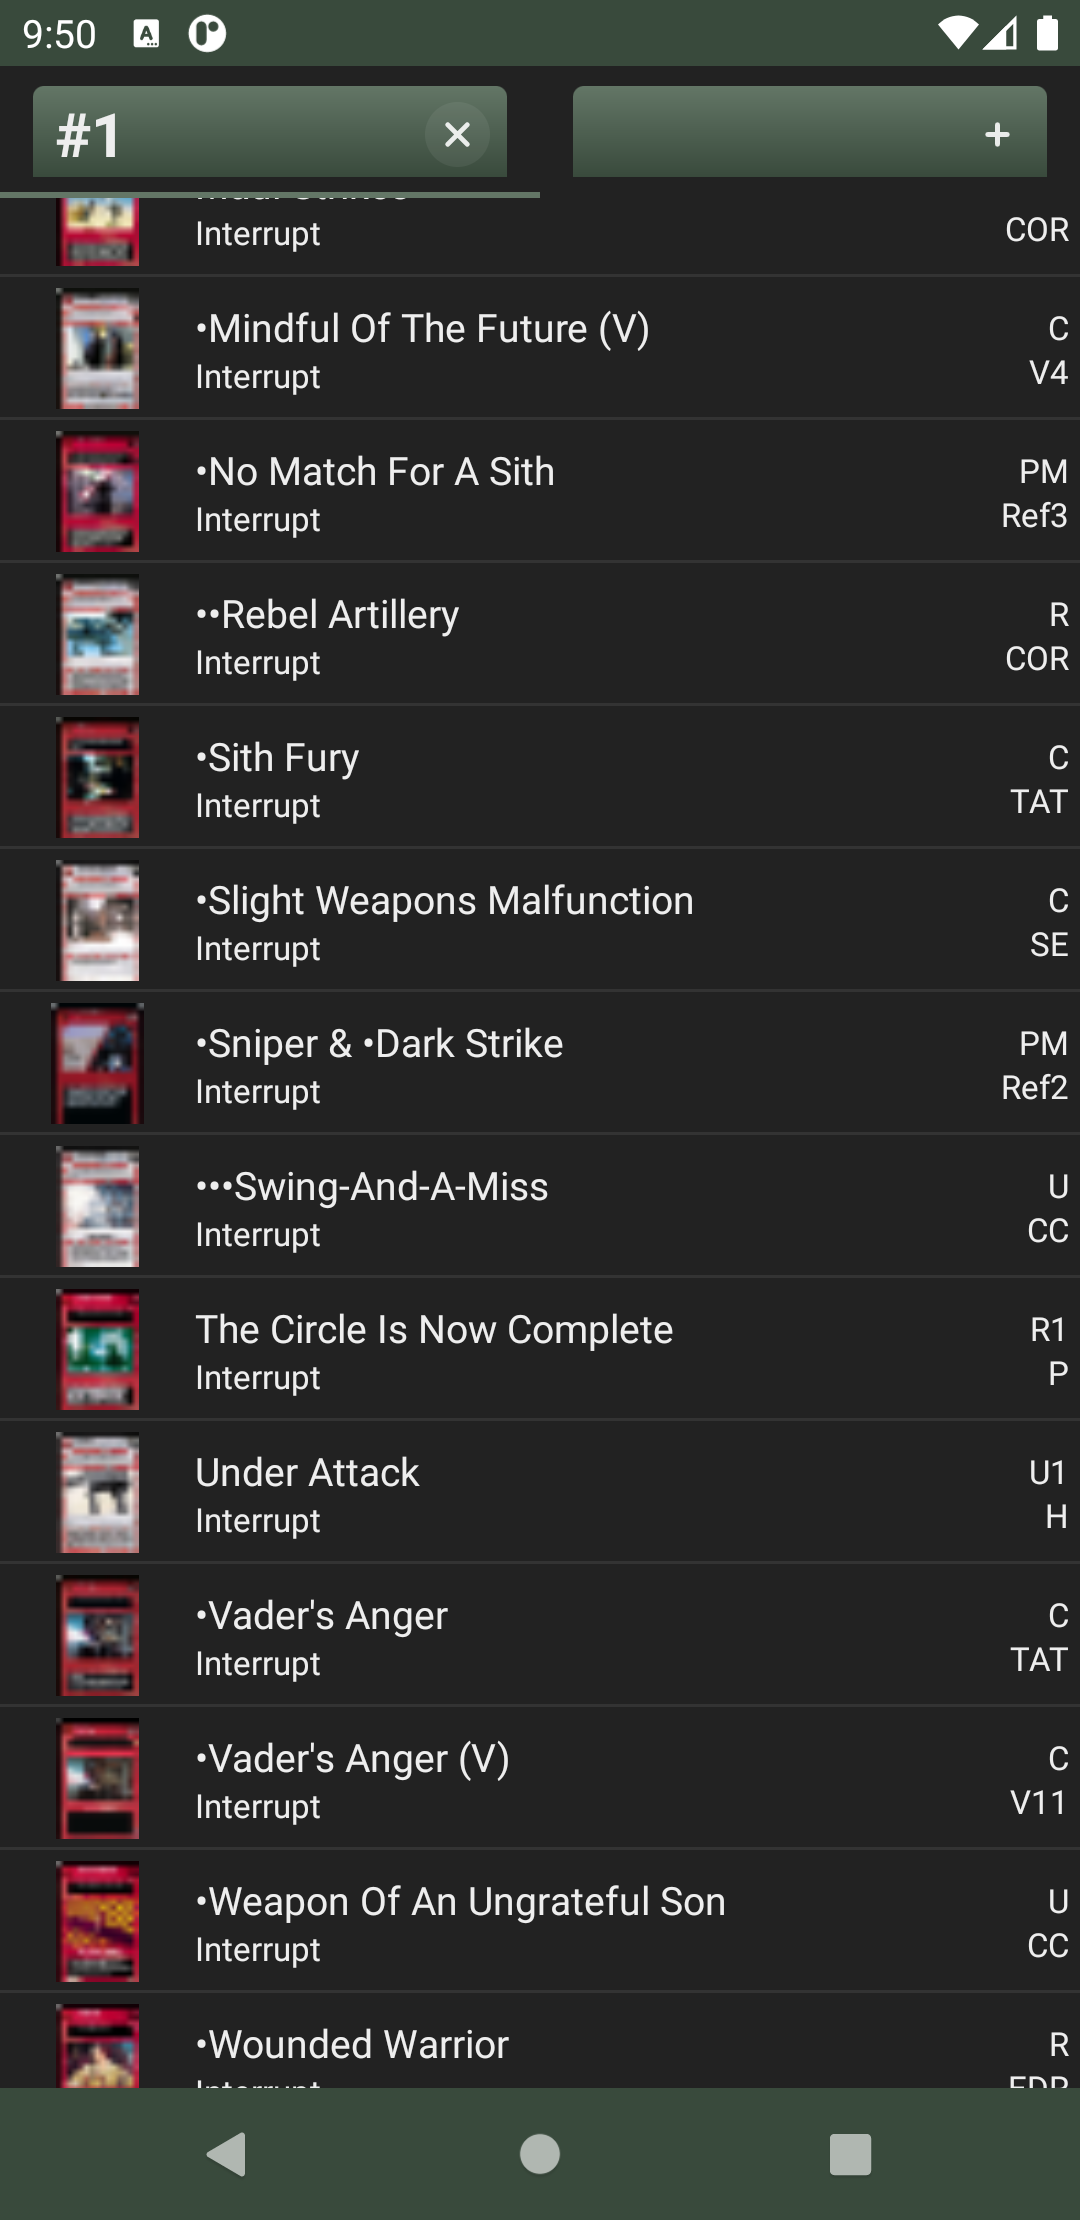 9:50
#1
Interrupt
COR
•Mindful Of The Future (V)
C
Interrupt
V4
•No Match For A Sith
PM
Interrupt
Ref3
••Rebel Artillery
R
Interrupt
COR
•Sith Fury
C
Interrupt
TAT
•Slight Weapons Malfunction
C
Interrupt
SE
•Sniper & •Dark Strike
PM
Interrupt
Ref2
•••Swing-And-A-Miss
U
Interrupt
CC
The Circle Is Now Complete
R1
Interrupt
P
Under Attack
U1
Interrupt
H
•Vader's Anger
C
Interrupt
TAT
•Vader's Anger (V)
C
Interrupt
V11
•Weapon Of An Ungrateful Son
U
Interrupt
CC
•Wounded Warrior
R
Interrupt